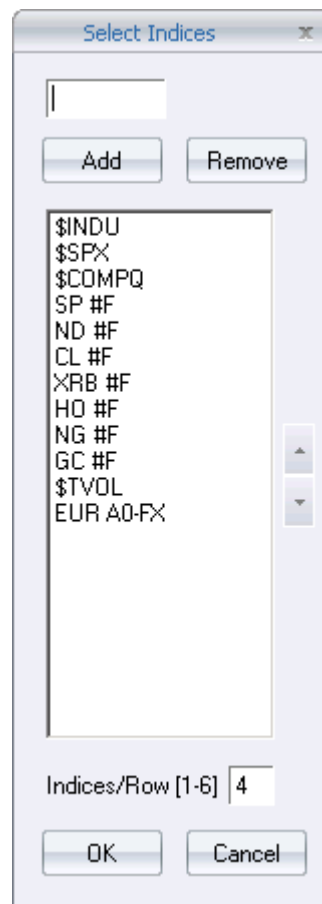 Select Indices
Add Remove
$INDU
$SPX
$COMPQ
SP #F
ND #F
CL #F
XRB #F
HO #F
NG #F
GC #F
$TVOL
EUR A0-FX
Indices/Row [1-6] 4
OK Cancel